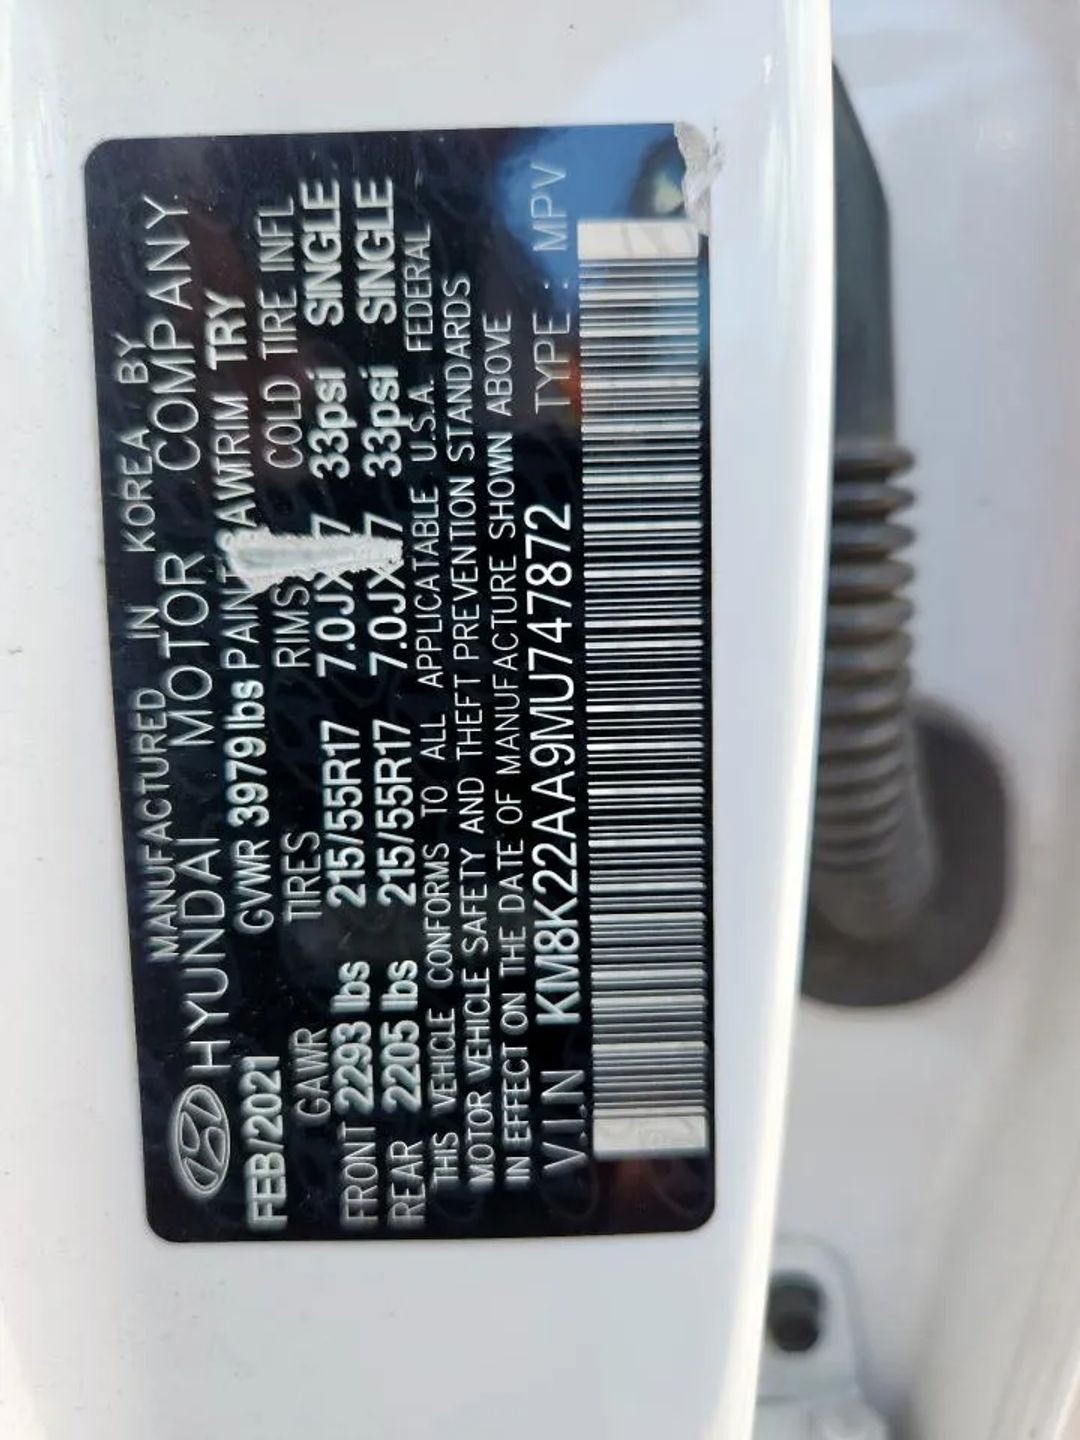 MANUFACTURED IN KOREA BY
HYUNDAI MOTOR COMPANY
FEB/2021 GVWR 3979lbs PAINT AWTRIM TRY
GAWR TIRES RIMS COLD TIRE INFL
FRONT 2293 lbs 215/55R17 7.0JX 7 33psi SINGLE
REAR 2205 lbs 215/55R17 7.0JX 7 33psi SINGLE
THIS VEHICLE CONFORMS TO ALL APPLICATABLE U.S.A. FEDERAL
MOTOR VEHICLE SAFETY AND THEFT PREVENTION STANDARDS
IN EFFECT ON THE DATE OF MANUFACTURE SHOWN ABOVE
V.I.N KM8K22AA9MU747872 TYPE : MPV